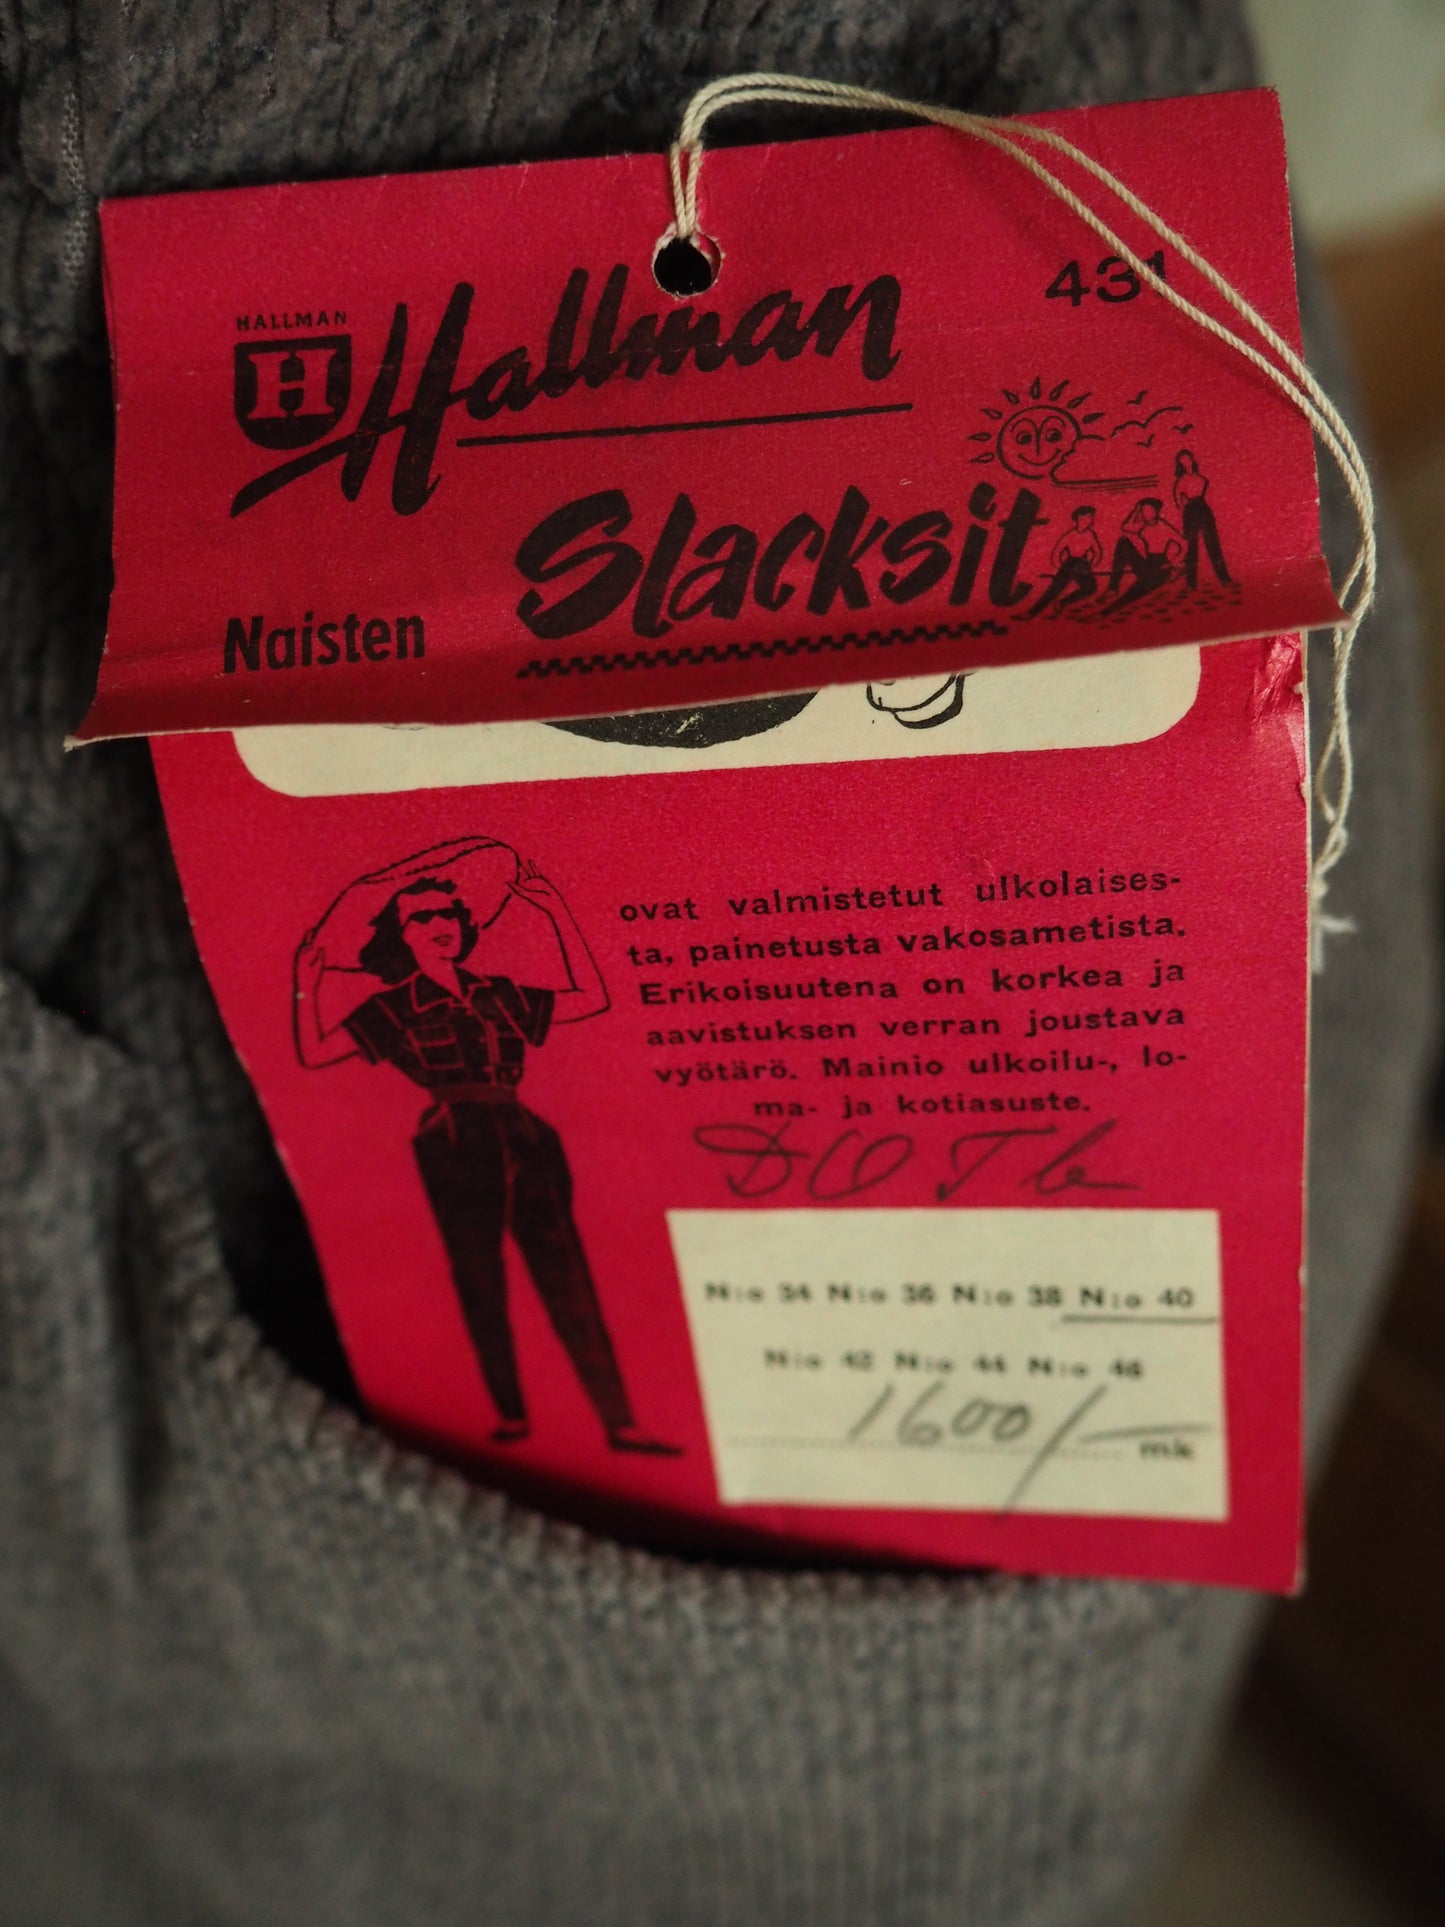 431
HALLMAN
H
Hallman
Slacksit
Naisten
ovat valmistetut ulkolaises-
ta, painetusta vakosametista.
Erikoisuutena on korkea ja
aavistuksen verran joustava
vyötärö. Mainio ulkoilu-, lo-
ma- ja kotiasuste.
N:o 34 N:o 36 N:o 38 N:o 40
N:o 42 N:o 44 N:o 46
1600/— mk